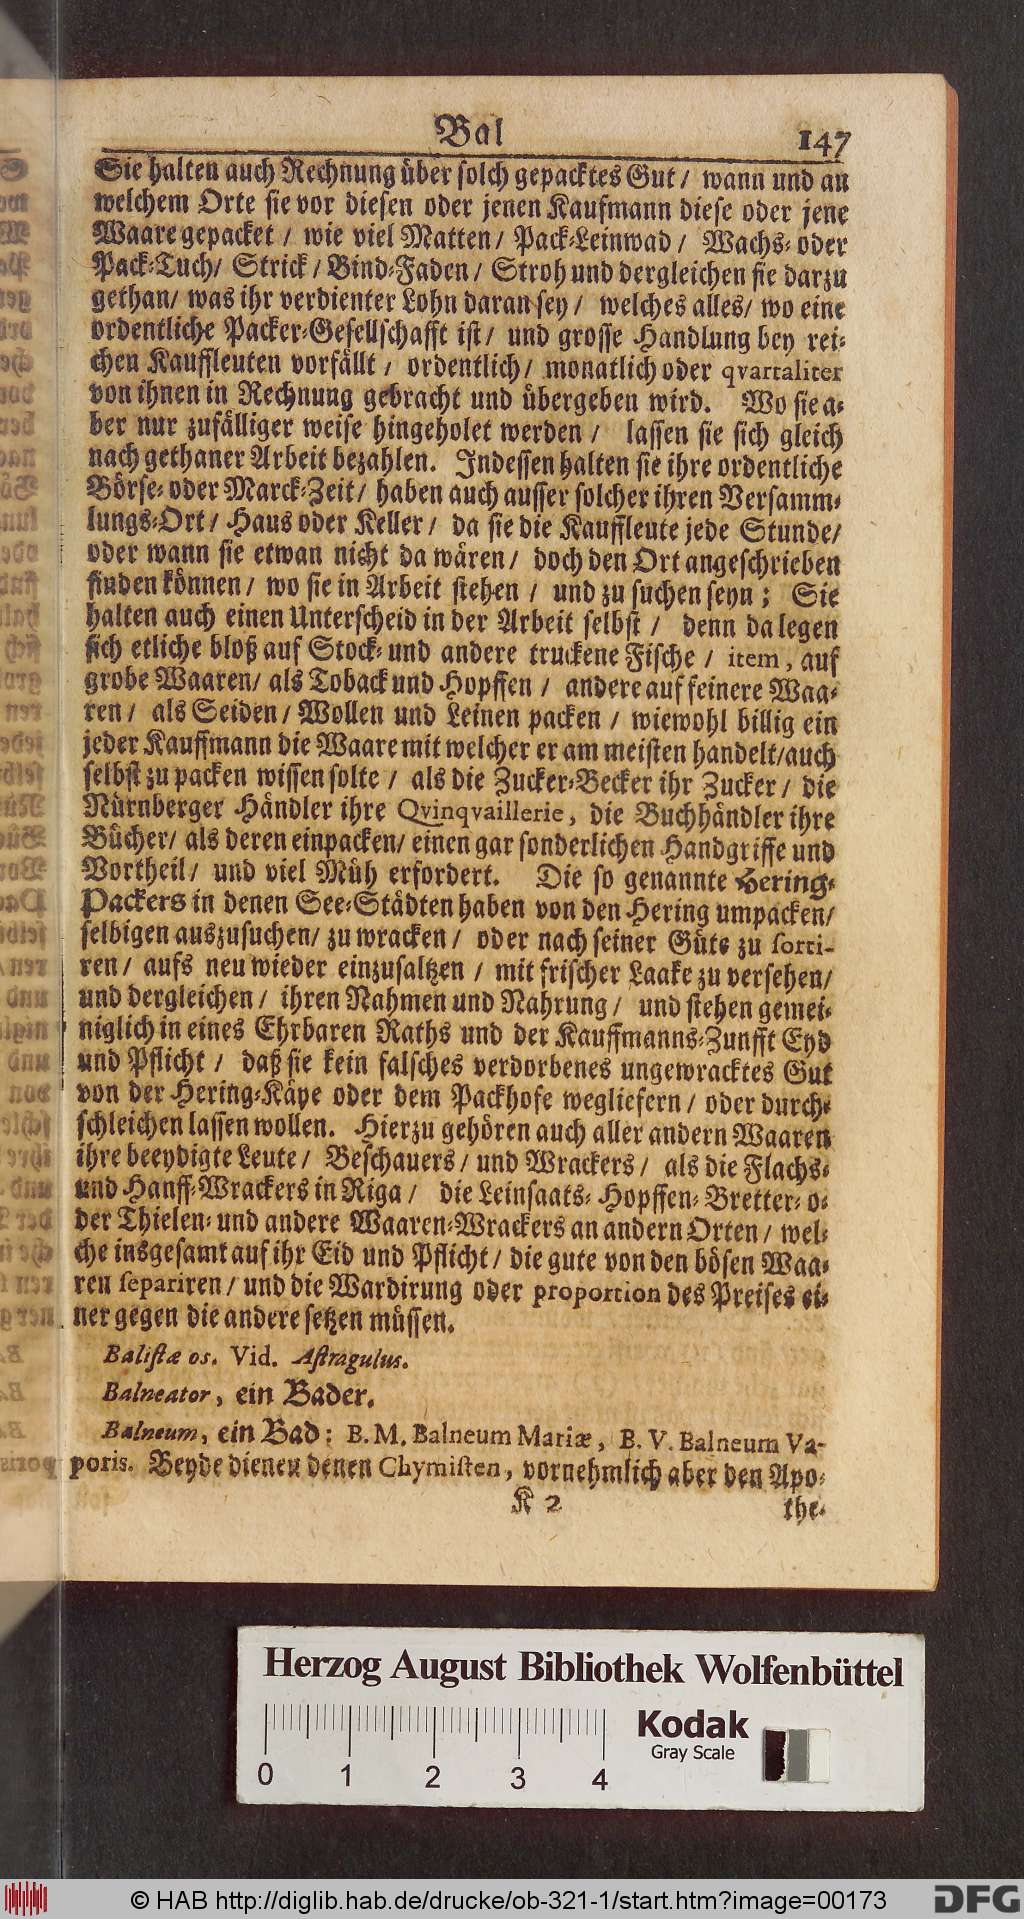 Bal 147
Sie halten auch Rechnung über solch gepacktes Gut / wann und an
welchem Orte sie vor diesen oder jenen Kaufmann diese oder jene
Waare gepacket / wie viel Matten / Pack-Leinwad / Wachs- oder
Pack-Tuch / Strick / Bind-Faden / Stroh und dergleichen sie darzu
gethan / was ihr verdienter Lohn daran sey / welches alles / wo eine
ordentliche Packer-Gesellschafft ist / und grosse Handlung bey rei-
chen Kauffleuten vorfällt / ordentlich / monatlich oder qvartaliter
von ihnen in Rechnung gebracht und übergeben wird. Wo sie a-
ber nur zufälliger weise hingeholet werden / lassen sie sich gleich
nach gethaner Arbeit bezahlen. Indessen halten sie ihre ordentliche
Börse- oder Marck-Zeit / haben auch ausser solcher ihren Versamm-
lungs-Ort / Haus oder Keller / da sie die Kauffleute jede Stunde /
oder wann sie etwan nicht da wären / doch den Ort angeschrieben
finden können / wo sie in Arbeit stehen / und zu suchen seyn ; Sie
halten auch einen Unterscheid in der Arbeit selbst / denn da legen
sich etliche bloß auf Stock- und andere truckene Fische / item, auf
grobe Waaren / als Toback und Hopffen / andere auf feinere Waa-
ren / als Seiden / Wollen und Leinen packen / wiewohl billig ein
jeder Kauffmann die Waare mit welcher er am meisten handelt / auch
selbst zu packen wissen solte / als die Zucker-Becker ihr Zucker / die
Nürnberger Händler ihre Qvinqvaillerie, die Buchhändler ihre
Bücher / als deren einpacken / einen gar sonderlichen Handgriffe und
Vortheil / und viel Müh erfordert. Die so genannte Hering-
Packers in denen See-Städten haben von den Hering umpacken /
selbigen auszusuchen / zu wracken / oder nach seiner Güte zu sorti-
ren / aufs neu wieder einzusaltzen / mit frischer Laake zu versehen /
und dergleichen / ihren Nahmen und Nahrung / und stehen gemei-
niglich in eines Ehrbaren Raths und der Kauffmanns-Zunfft Eyd
und Pflicht / daß sie kein falsches verdorbenes ungewracktes Gut
von der Hering-Käye oder dem Packhofe wegliefern / oder durch-
schleichen lassen wollen. Hierzu gehören auch aller andern Waaren
ihre beeydigte Leute / Beschauers / und Wrackers / als die Flachs-
und Hanff-Wrackers in Riga / die Leinsaats- Hopffen- Bretter- o-
der Thielen- und andere Waaren-Wrackers an andern Orten / wel-
che insgesamt auf ihr Eid und Pflicht / die gute von den bösen Waa-
ren separiren / und die Wardirung oder proportion des Preises ei-
ner gegen die andere setzen müssen.
Balistæ os. Vid. Astragulus.
Balneator, ein Bader.
Balneum, ein Bad: B. M. Balneum Mariæ, B. V. Balneum Va-
poris. Beyde dienen denen Chymisten, vornehmlich aber den Apo-
K 2 the-
Herzog August Bibliothek Wolfenbüttel
0 1 2 3 4
Kodak
Gray Scale
© HAB http://diglib.hab.de/drucke/ob-321-1/start.htm?image=00173
DFG